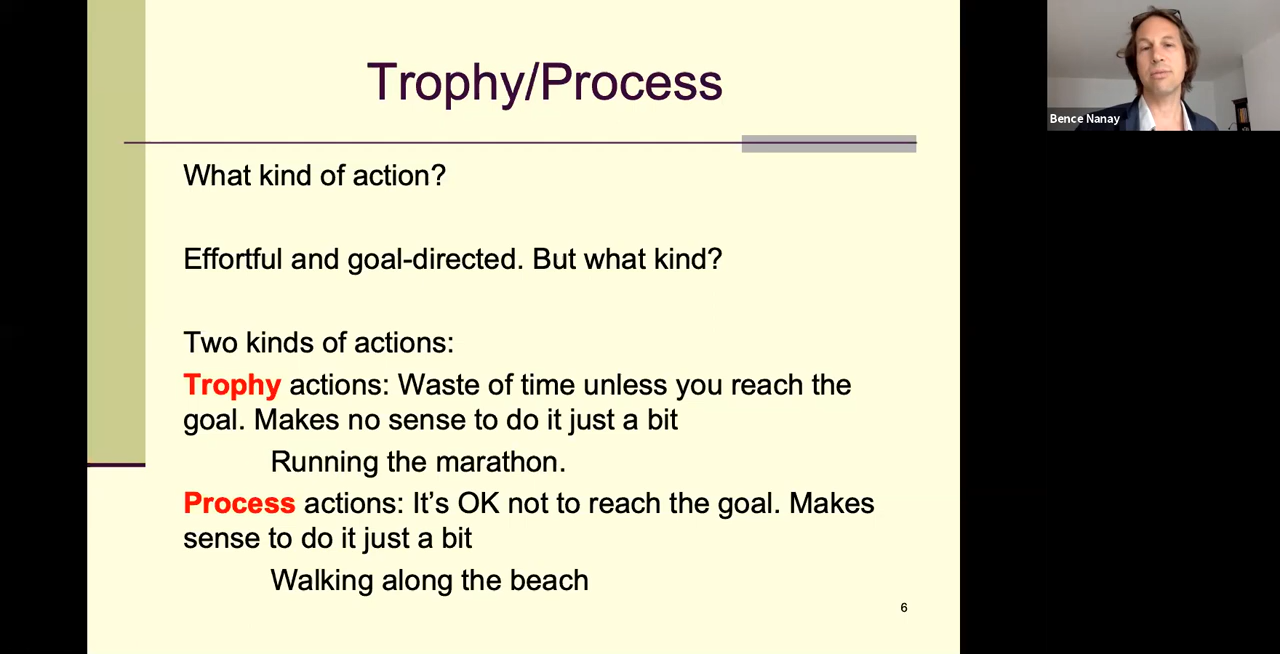 Trophy/Process
What kind of action?
Effortful and goal-directed. But what kind?
Two kinds of actions:
Trophy actions: Waste of time unless you reach the
goal. Makes no sense to do it just a bit
Running the marathon.
Process actions: It’s OK not to reach the goal. Makes
sense to do it just a bit
Walking along the beach
6
Bence Nanay